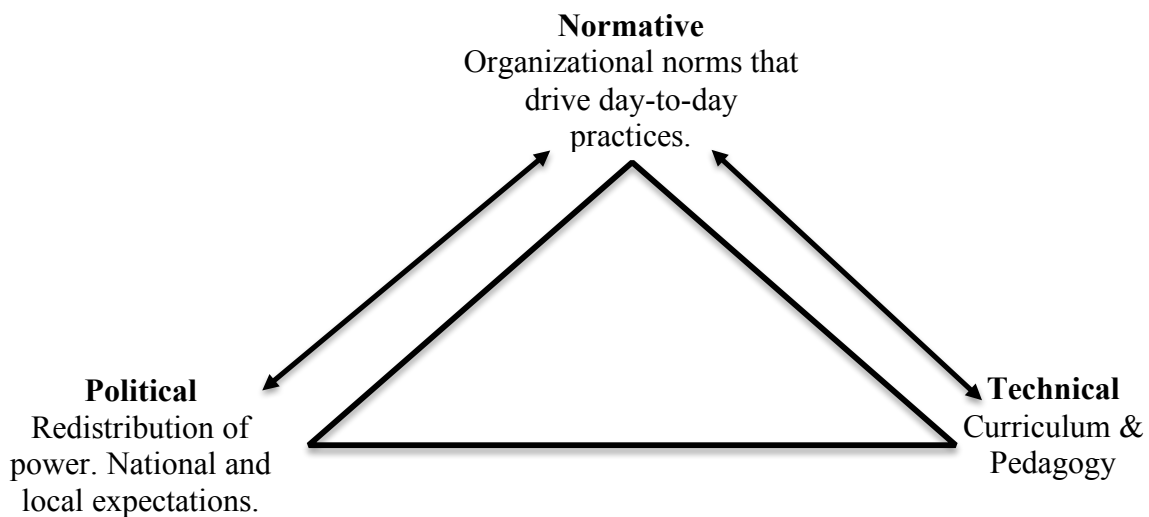 Normative
Organizational norms that
drive day-to-day
practices.
Political
Redistribution of
power. National and
local expectations.
Technical
Curriculum &
Pedagogy